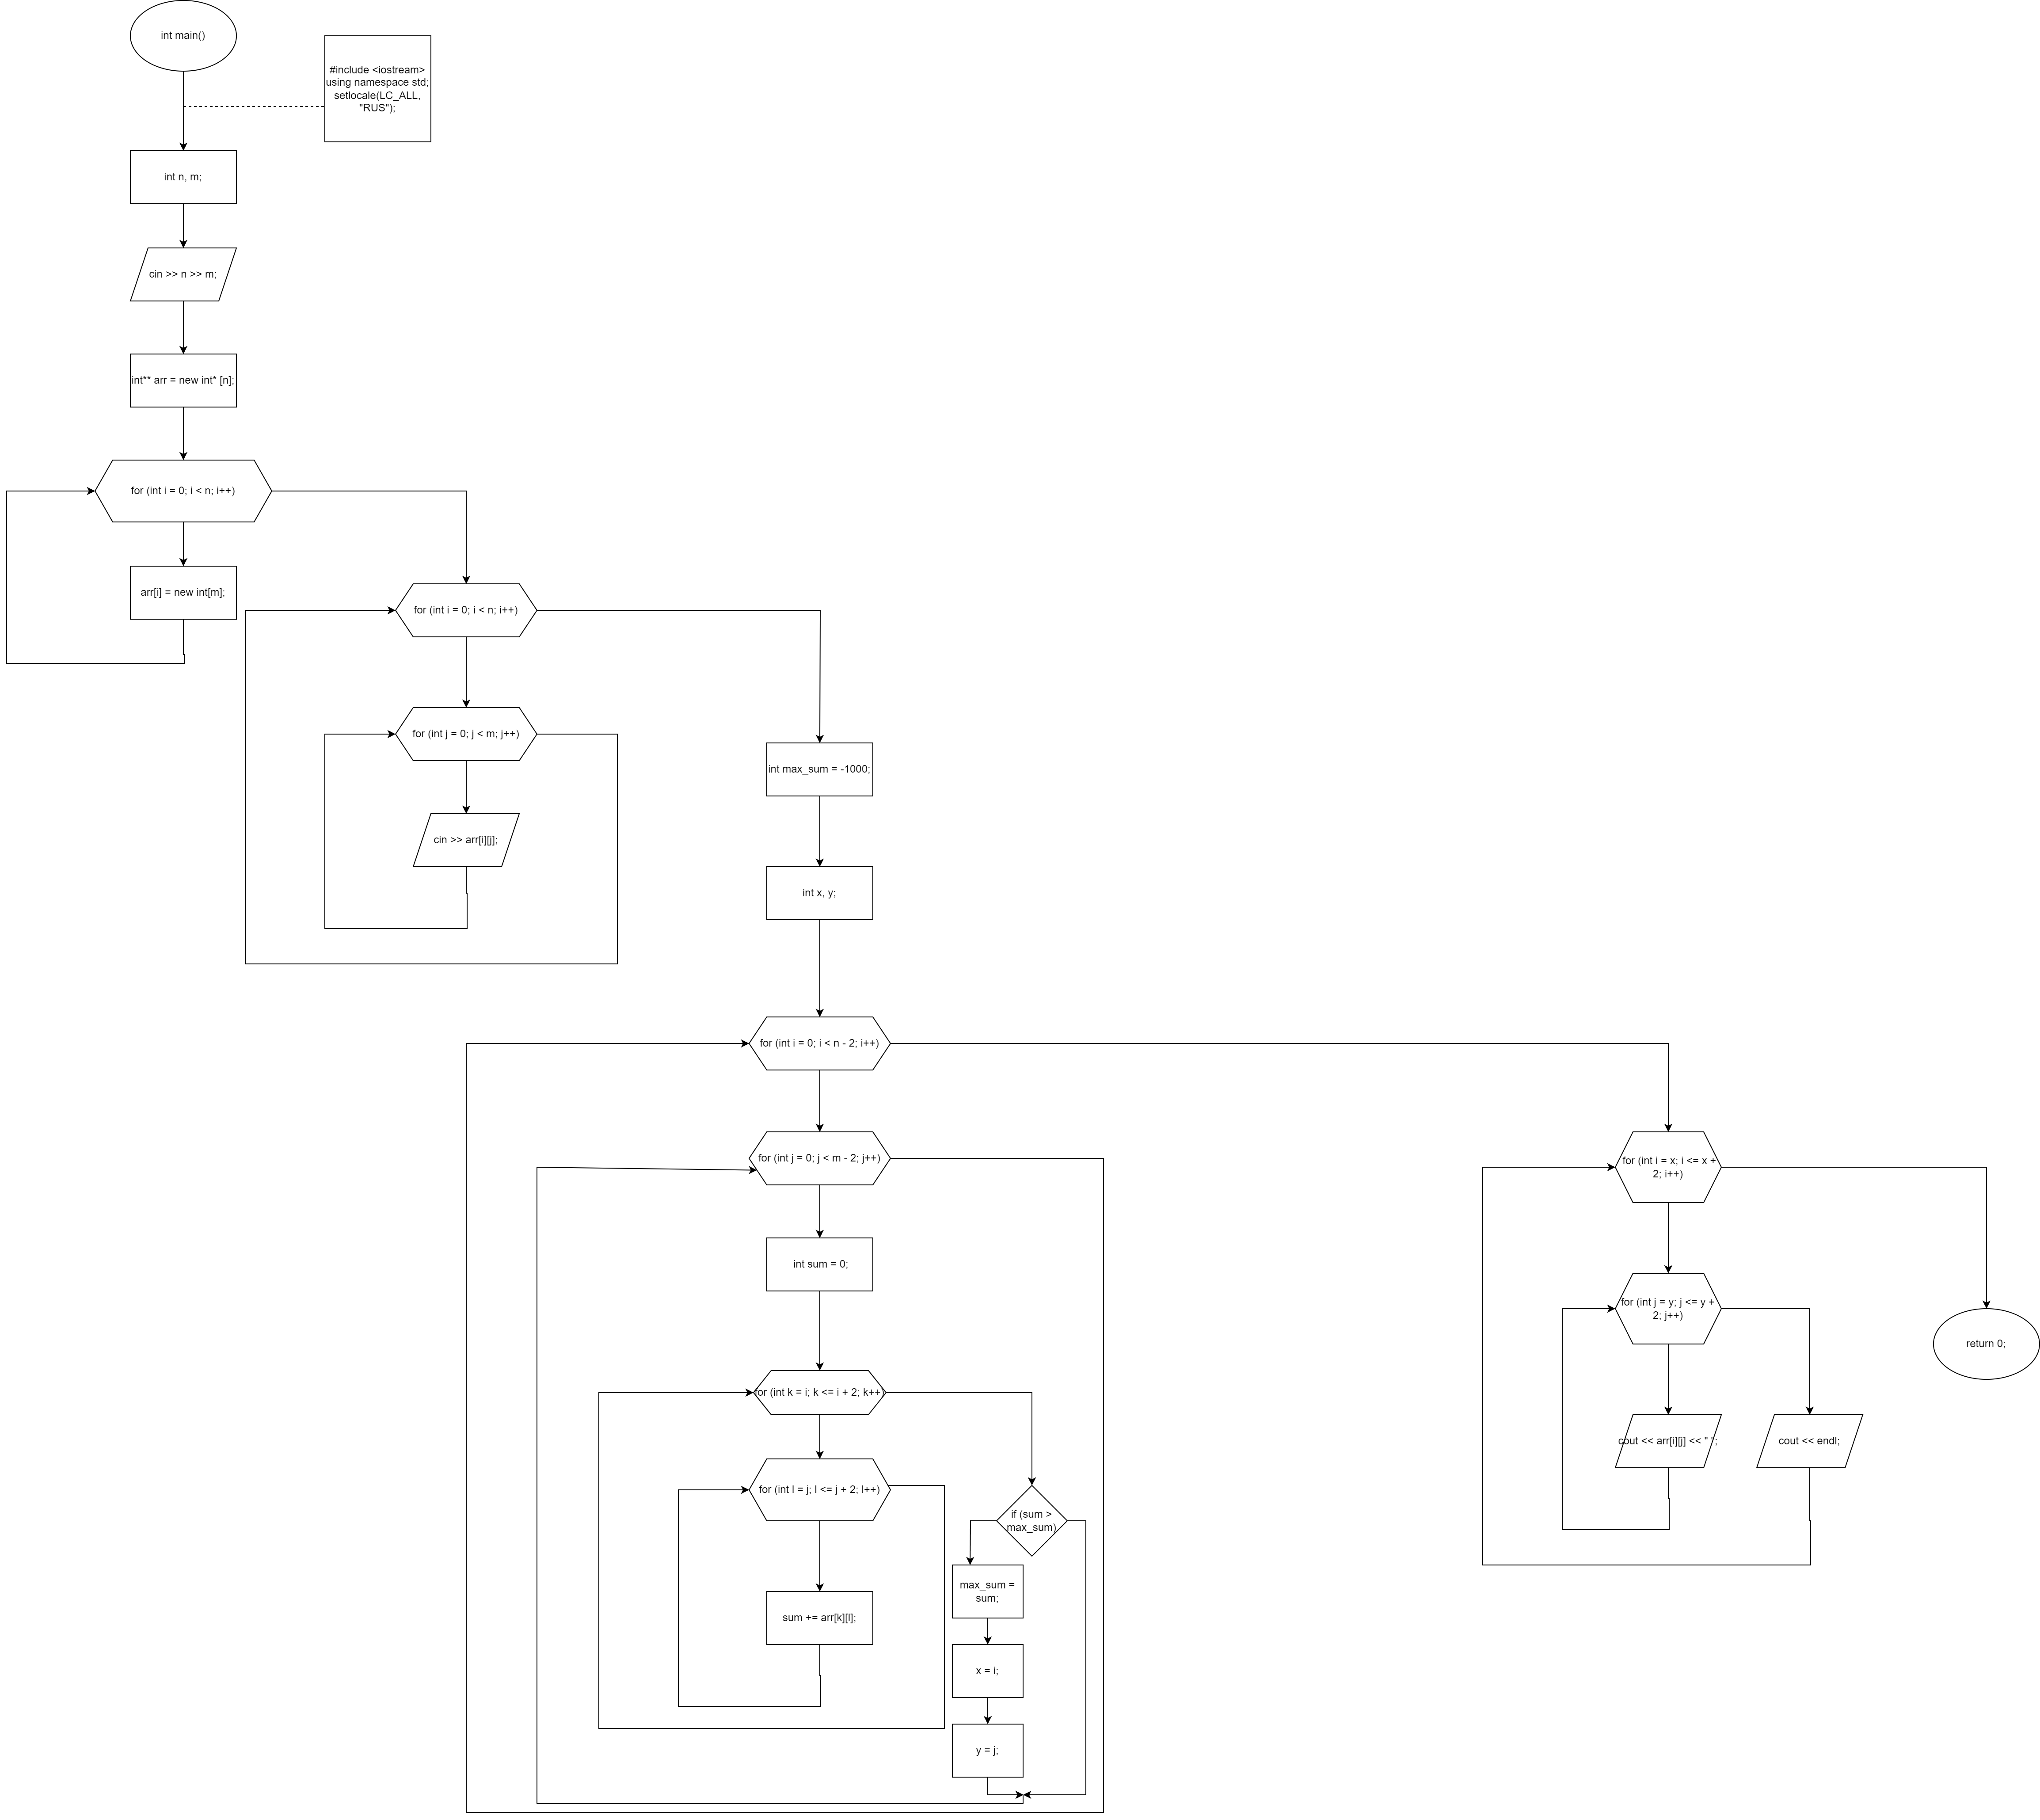 int main()
#include <iostream>
using namespace std;
setlocale(LC_ALL,
"RUS");
int n, m;
cin >> n >> m;
int** arr = new int* [n];
for (int i = 0; i < n; i++)
arr[i] = new int[m];
for (int i = 0; i < n; i++)
for (int j = 0; j < m; j++)
cin >> arr[i][j];
int max_sum = -1000;
int x, y;
for (int i = 0; i < n - 2; i++)
for (int j = 0; j < m - 2; j++)
int sum = 0;
for (int k = i; k <= i + 2; k++)
for (int l = j; l <= j + 2; l++)
sum += arr[k][l];
if (sum >
max_sum)
max_sum =
sum;
x = i;
y = j;
for (int i = x; i <= x +
2; i++)
for (int j = y; j <= y +
2; j++)
cout << arr[i][j] << " ";
cout << endl;
return 0;